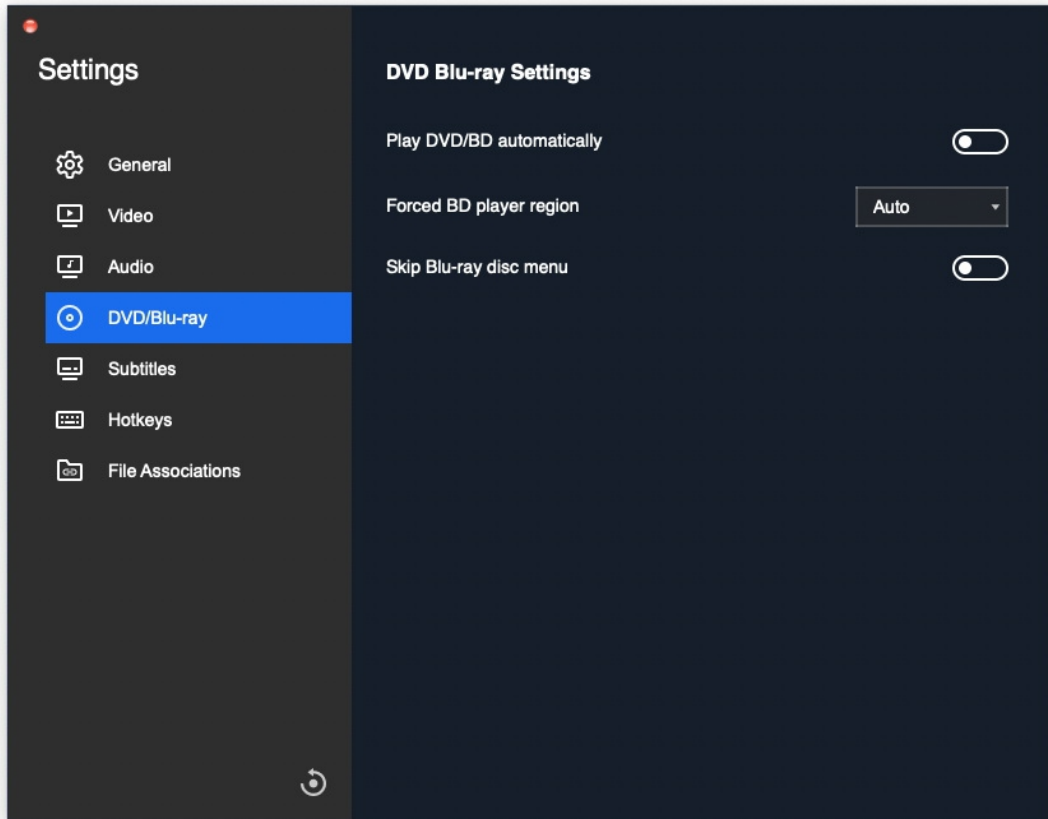 Settings
General
Video
Audio
DVD/Blu-ray
Subtitles
Hotkeys
File Associations
DVD Blu-ray Settings
Play DVD/BD automatically
Forced BD player region
Auto
Skip Blu-ray disc menu